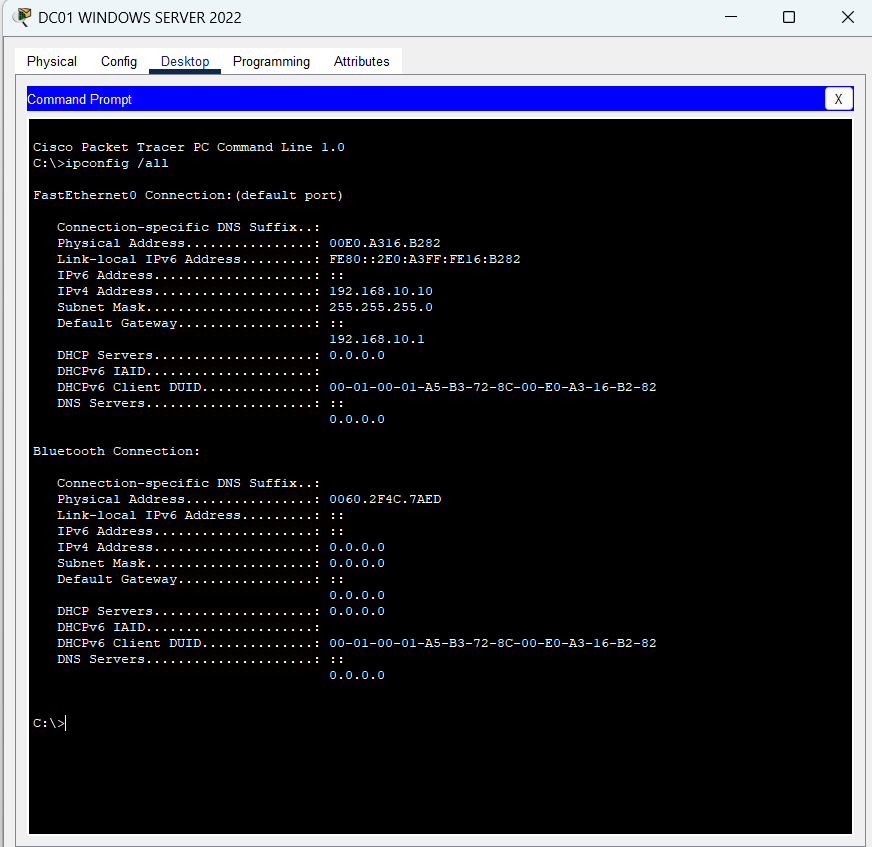 DC01 WINDOWS SERVER 2022
Physical Config Desktop Programming Attributes
Command Prompt X
Cisco Packet Tracer PC Command Line 1.0
C:\>ipconfig /all
FastEthernet0 Connection:(default port)
Connection-specific DNS Suffix..:
Physical Address................: 00E0.A316.B282
Link-local IPv6 Address.........: FE80::2E0:A3FF:FE16:B282
IPv6 Address....................: ::
IPv4 Address....................: 192.168.10.10
Subnet Mask.....................: 255.255.255.0
Default Gateway.................: ::
192.168.10.1
DHCP Servers....................: 0.0.0.0
DHCPv6 IAID.....................:
DHCPv6 Client DUID..............: 00-01-00-01-A5-B3-72-8C-00-E0-A3-16-B2-82
DNS Servers.....................: ::
0.0.0.0
Bluetooth Connection:
Connection-specific DNS Suffix..:
Physical Address................: 0060.2F4C.7AED
Link-local IPv6 Address.........: ::
IPv6 Address....................: ::
IPv4 Address....................: 0.0.0.0
Subnet Mask.....................: 0.0.0.0
Default Gateway.................: ::
0.0.0.0
DHCP Servers....................: 0.0.0.0
DHCPv6 IAID.....................:
DHCPv6 Client DUID..............: 00-01-00-01-A5-B3-72-8C-00-E0-A3-16-B2-82
DNS Servers.....................: ::
0.0.0.0
C:\>